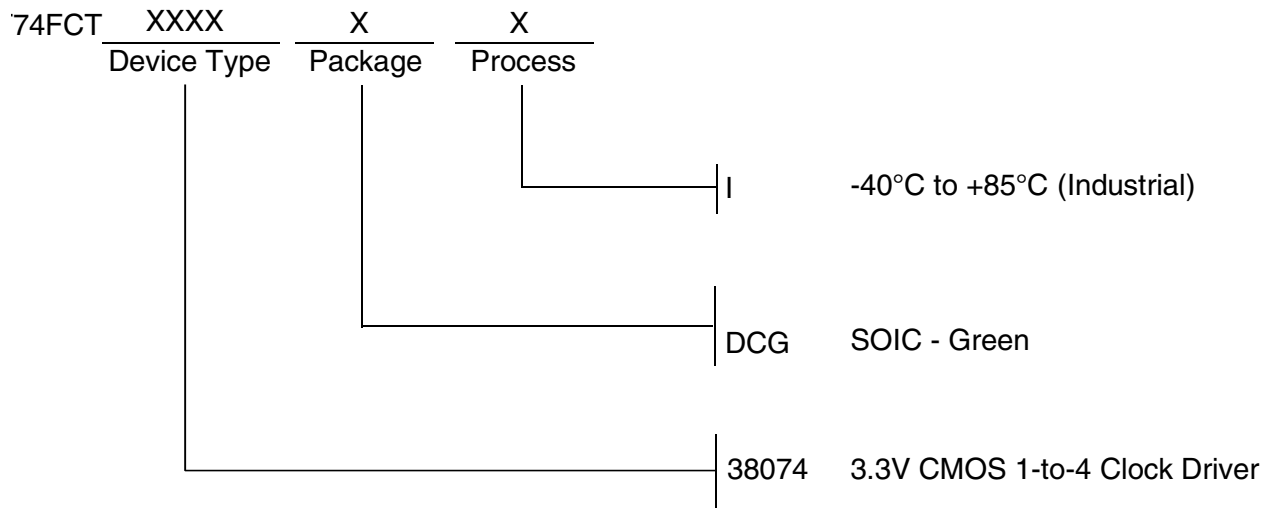 74FCT XXXX X X
Device Type Package Process
I -40°C to +85°C (Industrial)
DCG SOIC - Green
38074 3.3V CMOS 1-to-4 Clock Driver